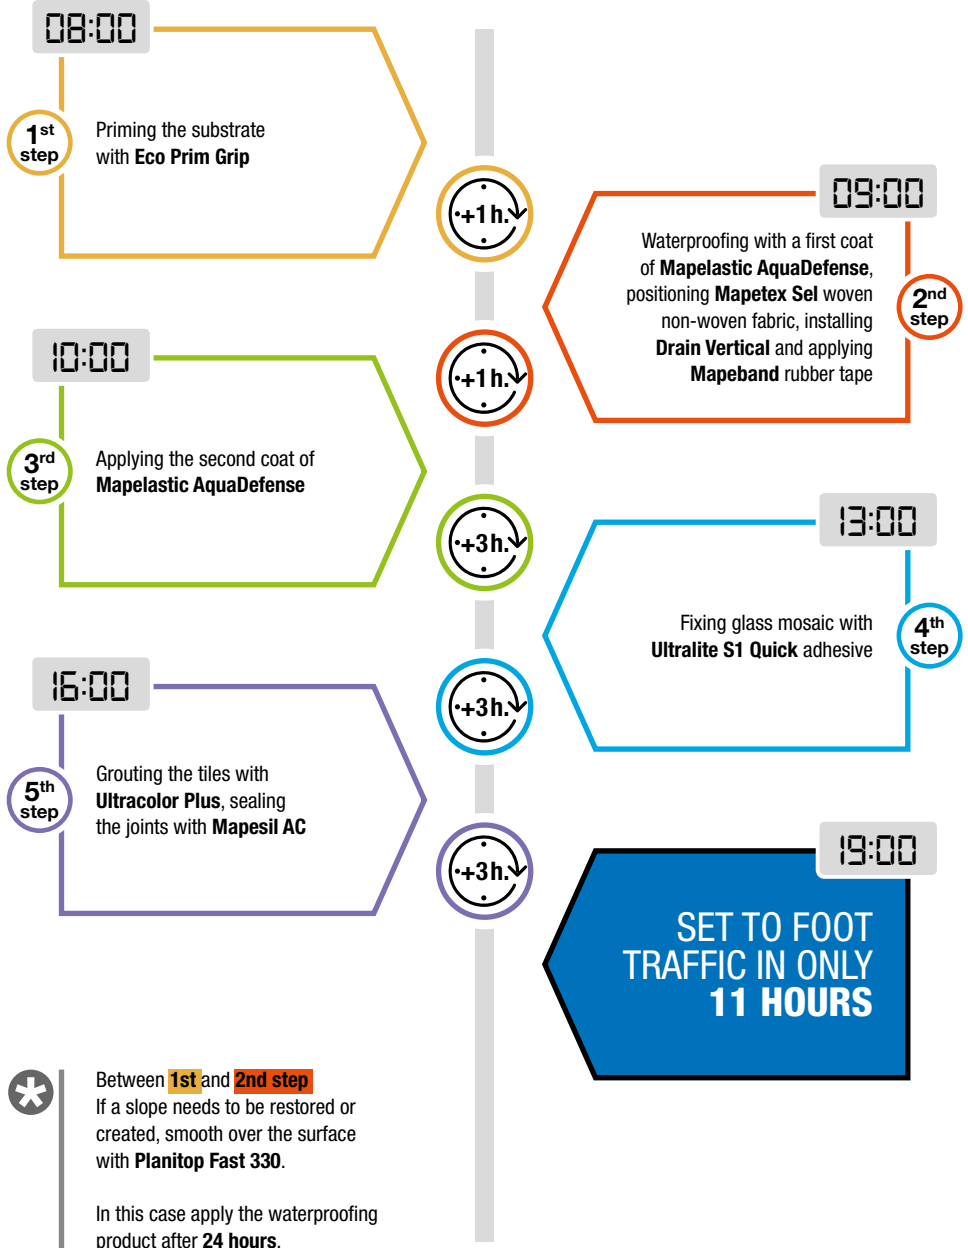 08:00
1st
step
Priming the substrate
with Eco Prim Grip
+1h.
09:00
2nd
step
Waterproofing with a first coat
of Mapelastic AquaDefense,
positioning Mapetex Sel woven
non-woven fabric, installing
Drain Vertical and applying
Mapeband rubber tape
+1h.
10:00
3rd
step
Applying the second coat of
Mapelastic AquaDefense
+3h.
13:00
4th
step
Fixing glass mosaic with
Ultralite S1 Quick adhesive
+3h.
16:00
5th
step
Grouting the tiles with
Ultracolor Plus, sealing
the joints with Mapesil AC
+3h.
19:00
SET TO FOOT
TRAFFIC IN ONLY
11 HOURS
Between 1st and 2nd step
If a slope needs to be restored or
created, smooth over the surface
with Planitop Fast 330.
In this case apply the waterproofing
product after 24 hours.